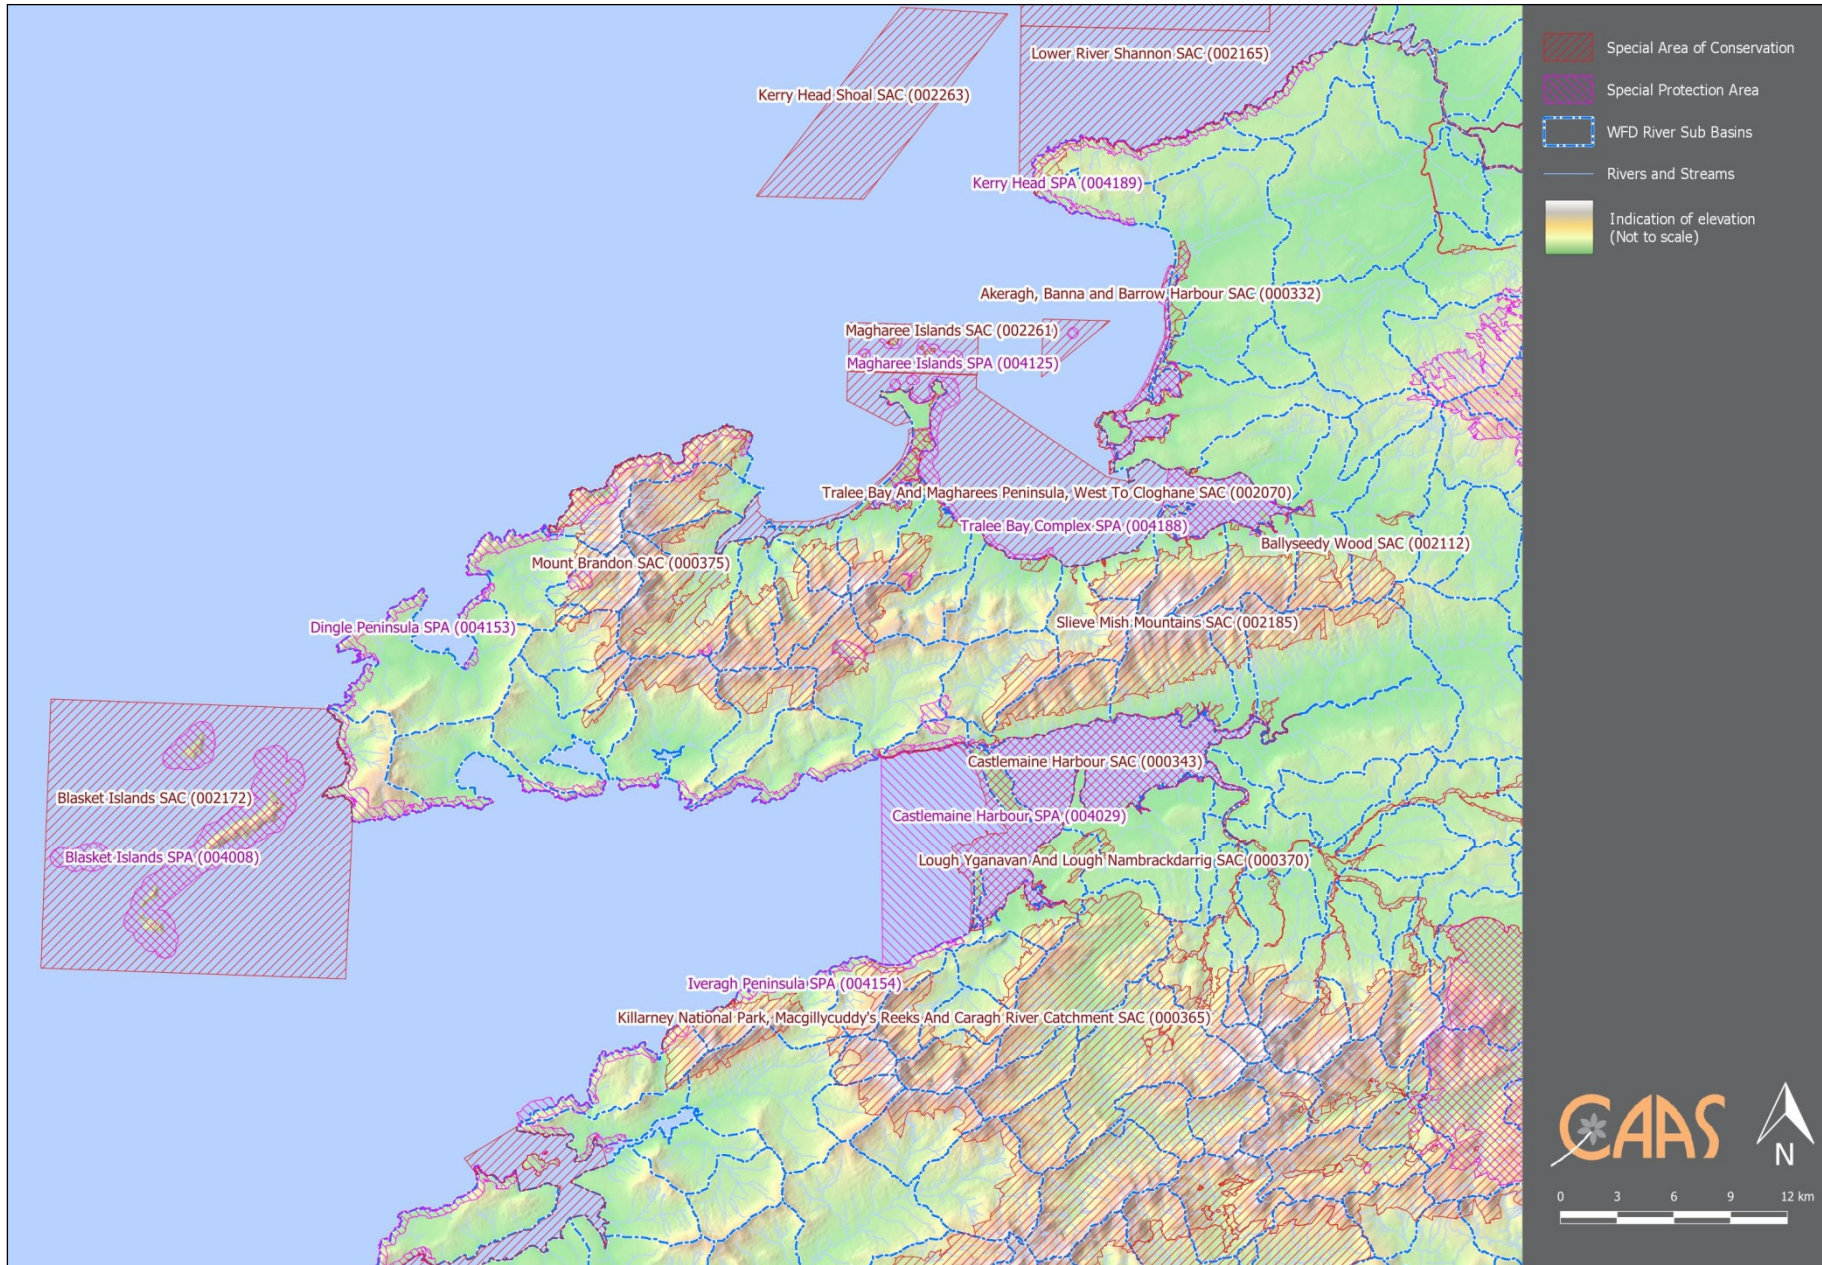 Lower River Shannon SAC (002165)
Kerry Head Shoal SAC (002263)
Kerry Head SPA (004189)
Akeragh, Banna and Barrow Harbour SAC (000332)
Magharee Islands SAC (002261)
Magharee Islands SPA (004125)
Tralee Bay And Magharees Peninsula, West To Cloghane SAC (002070)
Tralee Bay Complex SPA (004188)
Ballyseedy Wood SAC (002112)
Mount Brandon SAC (000375)
Slieve Mish Mountains SAC (002185)
Dingle Peninsula SPA (004153)
Castlemaine Harbour SAC (000343)
Blasket Islands SAC (002172)
Castlemaine Harbour SPA (004029)
Blasket Islands SPA (004008)
Lough Yganavan And Lough Nambrackdarrig SAC (000370)
Iveragh Peninsula SPA (004154)
Killarney National Park, Macgillycuddy's Reeks And Caragh River Catchment SAC (000365)
Special Area of Conservation
Special Protection Area
WFD River Sub Basins
Rivers and Streams
Indication of elevation
(Not to scale)
CAAS
N
0 3 6 9 12 km